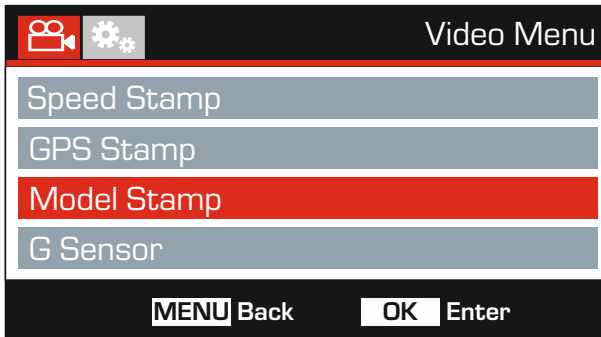 Video Menu
Speed Stamp
GPS Stamp
Model Stamp
G Sensor
MENU Back OK Enter